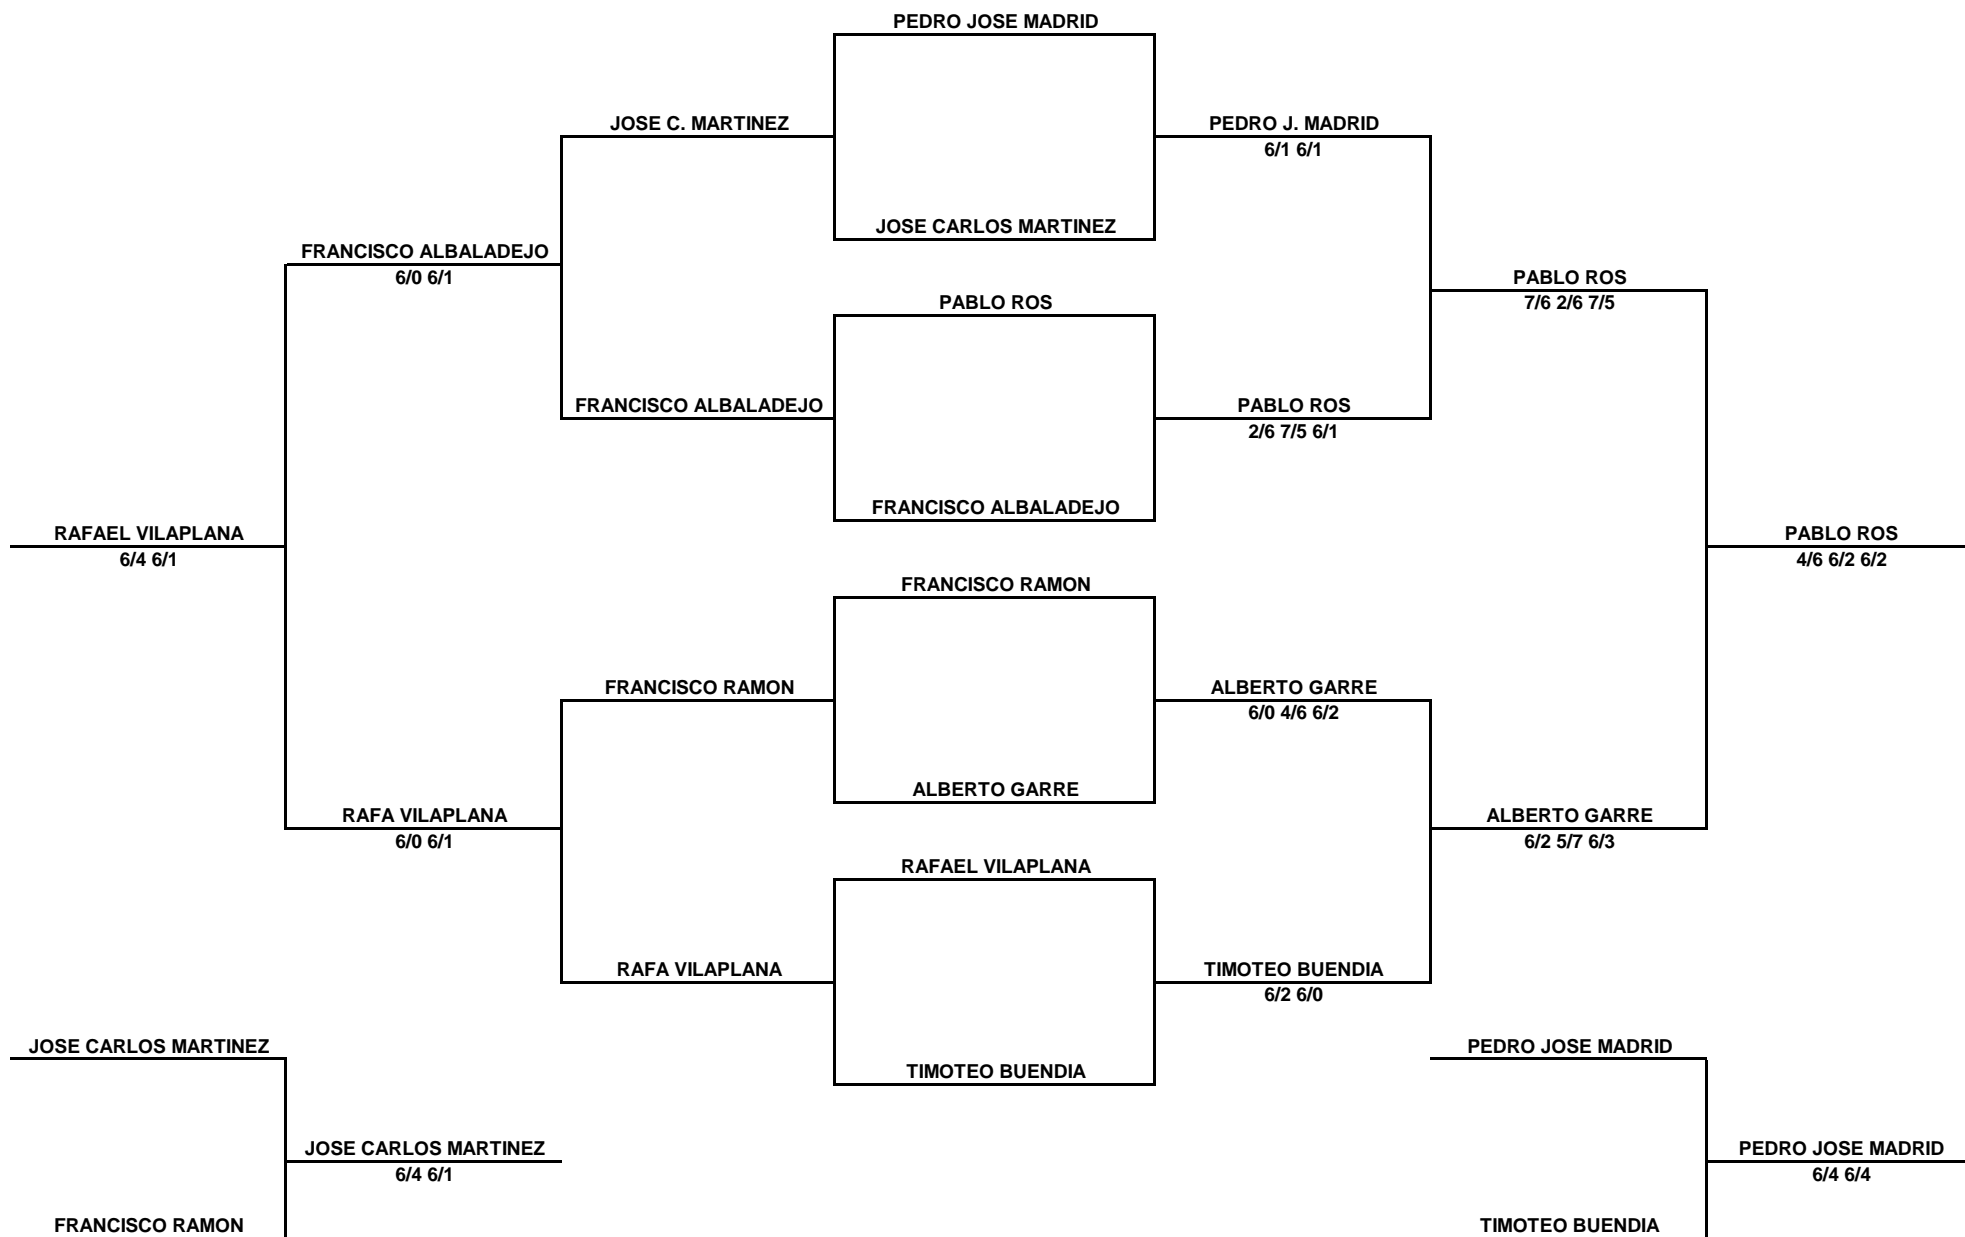 PEDRO JOSE MADRID
JOSE C. MARTINEZ
PEDRO J. MADRID
6/1 6/1
JOSE CARLOS MARTINEZ
FRANCISCO ALBALADEJO
6/0 6/1
PABLO ROS
7/6 2/6 7/5
PABLO ROS
FRANCISCO ALBALADEJO
PABLO ROS
2/6 7/5 6/1
FRANCISCO ALBALADEJO
RAFAEL VILAPLANA
6/4 6/1
PABLO ROS
4/6 6/2 6/2
FRANCISCO RAMON
FRANCISCO RAMON
ALBERTO GARRE
6/0 4/6 6/2
ALBERTO GARRE
RAFA VILAPLANA
6/0 6/1
ALBERTO GARRE
6/2 5/7 6/3
RAFAEL VILAPLANA
RAFA VILAPLANA
TIMOTEO BUENDIA
6/2 6/0
TIMOTEO BUENDIA
JOSE CARLOS MARTINEZ
PEDRO JOSE MADRID
JOSE CARLOS MARTINEZ
6/4 6/1
PEDRO JOSE MADRID
6/4 6/4
FRANCISCO RAMON
TIMOTEO BUENDIA